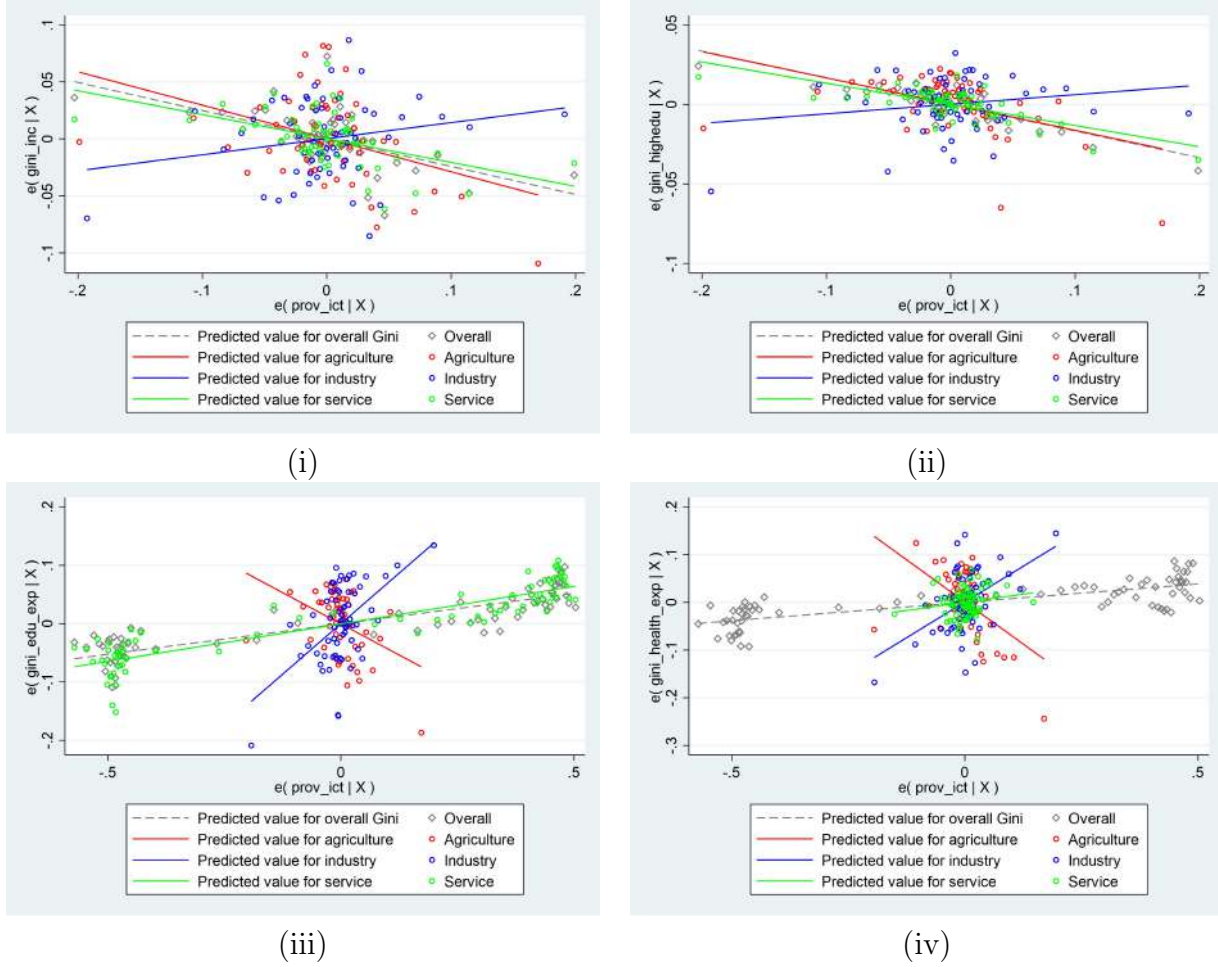 .1
.05
0
-.05
-.1
e( gini_inc | X )
-.2 -.1 0 .1 .2
e( prov_ict | X )
Predicted value for overall Gini Overall
Predicted value for agriculture Agriculture
Predicted value for industry Industry
Predicted value for service Service
(i)
.05
0
-.05
-.1
e( gini_highedu | X )
-.2 -.1 0 .1 .2
e( prov_ict | X )
Predicted value for overall Gini Overall
Predicted value for agriculture Agriculture
Predicted value for industry Industry
Predicted value for service Service
(ii)
.2
.1
0
-.1
-.2
e( gini_edu_exp | X )
-.5 0 .5
e( prov_ict | X )
Predicted value for overall Gini Overall
Predicted value for agriculture Agriculture
Predicted value for industry Industry
Predicted value for service Service
(iii)
.2
.1
0
-.1
-.2
-.3
e( gini_health_exp | X )
-.5 0 .5
e( prov_ict | X )
Predicted value for overall Gini Overall
Predicted value for agriculture Agriculture
Predicted value for industry Industry
Predicted value for service Service
(iv)